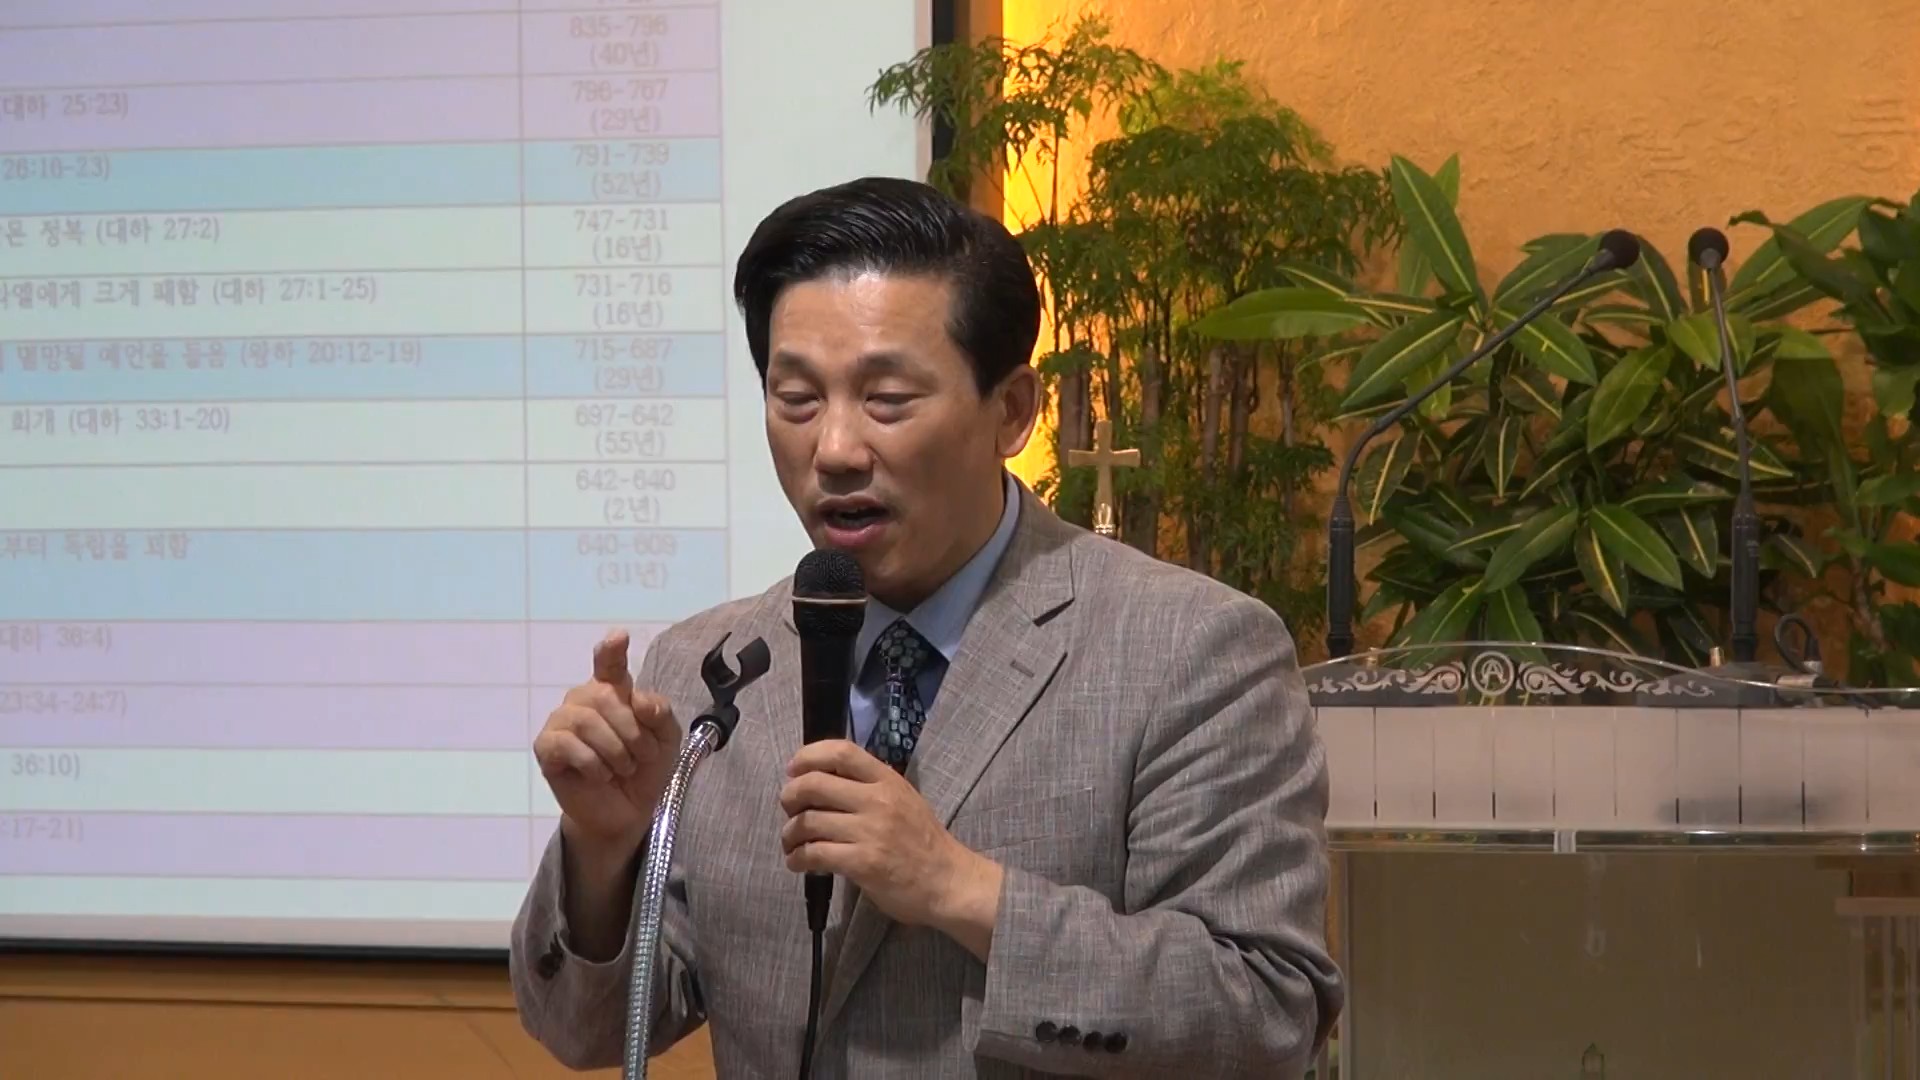 835-796
(40년)
대하 25:23)
796-767
(29년)
26:16-23)
791-739
(52년)
정복 (대하 27:2)
747-731
(16년)
크게 패함 (대하 27:1-25)
731-716
(16년)
멸망될 예언을 들음 (왕하 20:12-19)
715-687
(29년)
회개 (대하 33:1-20)
697-642
(55년)
642-640
(2년)
부터 독립을 꾀함
640-609
(31년)
대하 36:4)
23:34-24:7)
36:10)
:17-21)